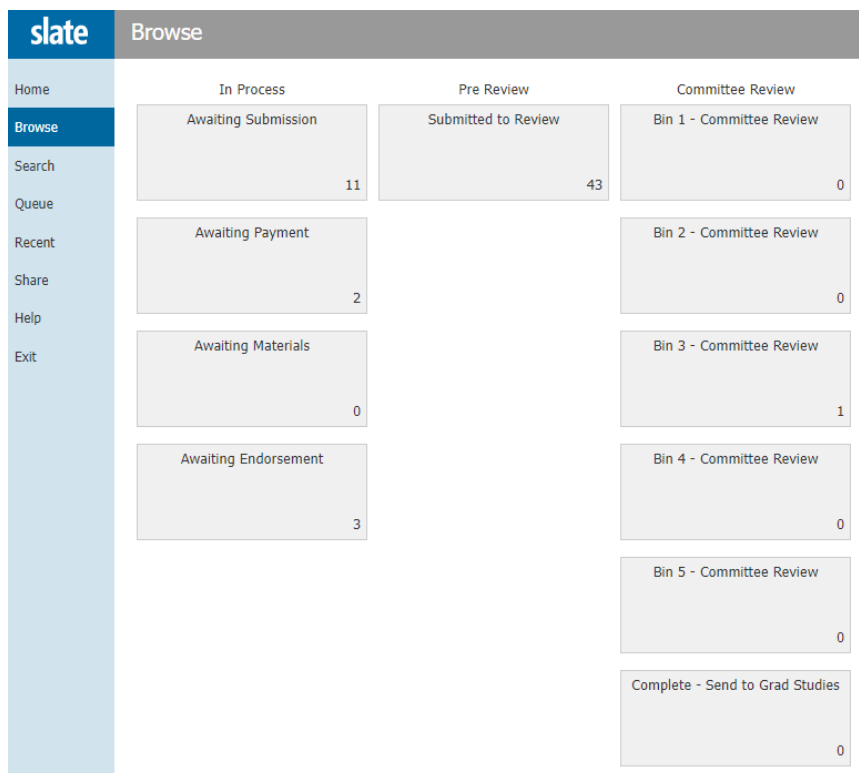 slate
Browse
Home
Browse
Search
Queue
Recent
Share
Help
Exit
In Process
Awaiting Submission
11
Awaiting Payment
2
Awaiting Materials
0
Awaiting Endorsement
3
Pre Review
Submitted to Review
43
Committee Review
Bin 1 - Committee Review
0
Bin 2 - Committee Review
0
Bin 3 - Committee Review
1
Bin 4 - Committee Review
0
Bin 5 - Committee Review
0
Complete - Send to Grad Studies
0